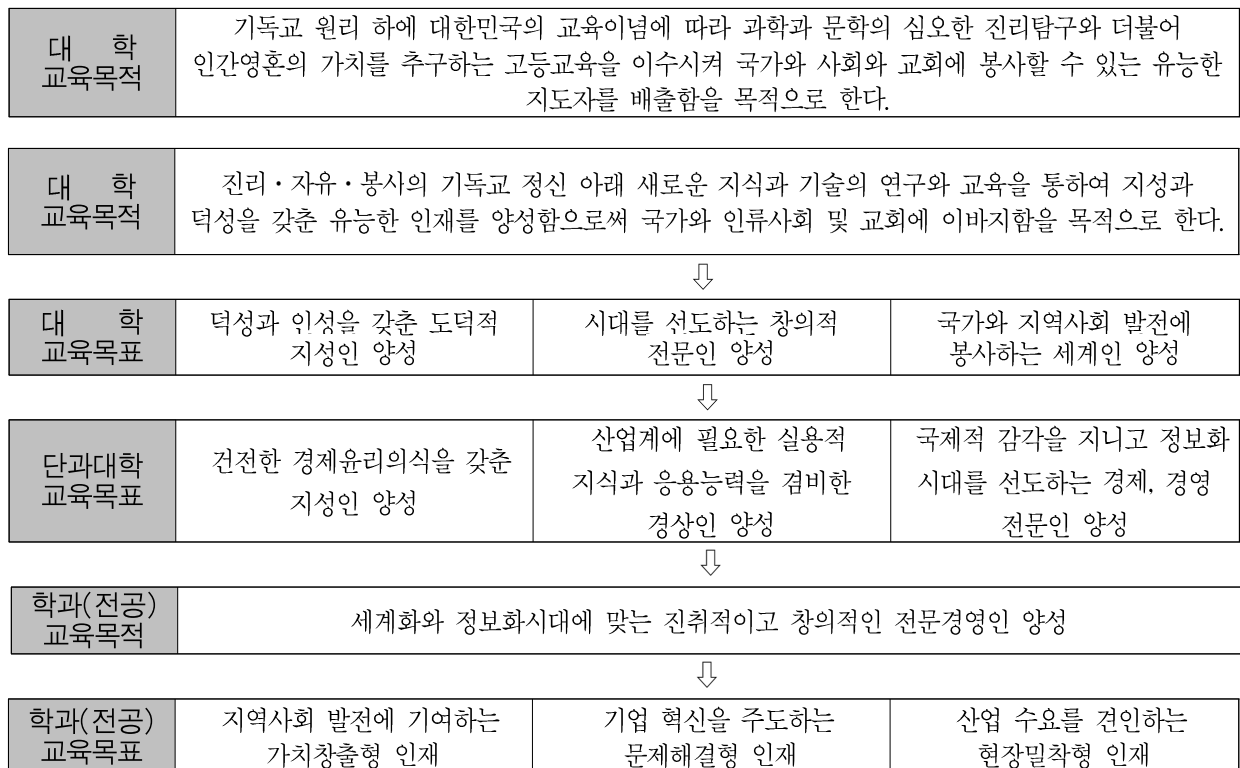 대 학
교육목적
기독교 원리 하에 대한민국의 교육이념에 따라 과학과 문학의 심오한 진리탐구와 더불어
인간영혼의 가치를 추구하는 고등교육을 이수시켜 국가와 사회와 교회에 봉사할 수 있는 유능한
지도자를 배출함을 목적으로 한다.
대 학
교육목적
진리・자유・봉사의 기독교 정신 아래 새로운 지식과 기술의 연구와 교육을 통하여 지성과
덕성을 갖춘 유능한 인재를 양성함으로써 국가와 인류사회 및 교회에 이바지함을 목적으로 한다.
⇩
대 학
교육목표
덕성과 인성을 갖춘 도덕적
지성인 양성
시대를 선도하는 창의적
전문인 양성
국가와 지역사회 발전에
봉사하는 세계인 양성
⇩
단과대학
교육목표
건전한 경제윤리의식을 갖춘
지성인 양성
산업계에 필요한 실용적
지식과 응용능력을 겸비한
경상인 양성
국제적 감각을 지니고 정보화
시대를 선도하는 경제, 경영
전문인 양성
⇩
학과(전공)
교육목적
세계화와 정보화시대에 맞는 진취적이고 창의적인 전문경영인 양성
⇩
학과(전공)
교육목표
지역사회 발전에 기여하는
가치창출형 인재
기업 혁신을 주도하는
문제해결형 인재
산업 수요를 견인하는
현장밀착형 인재